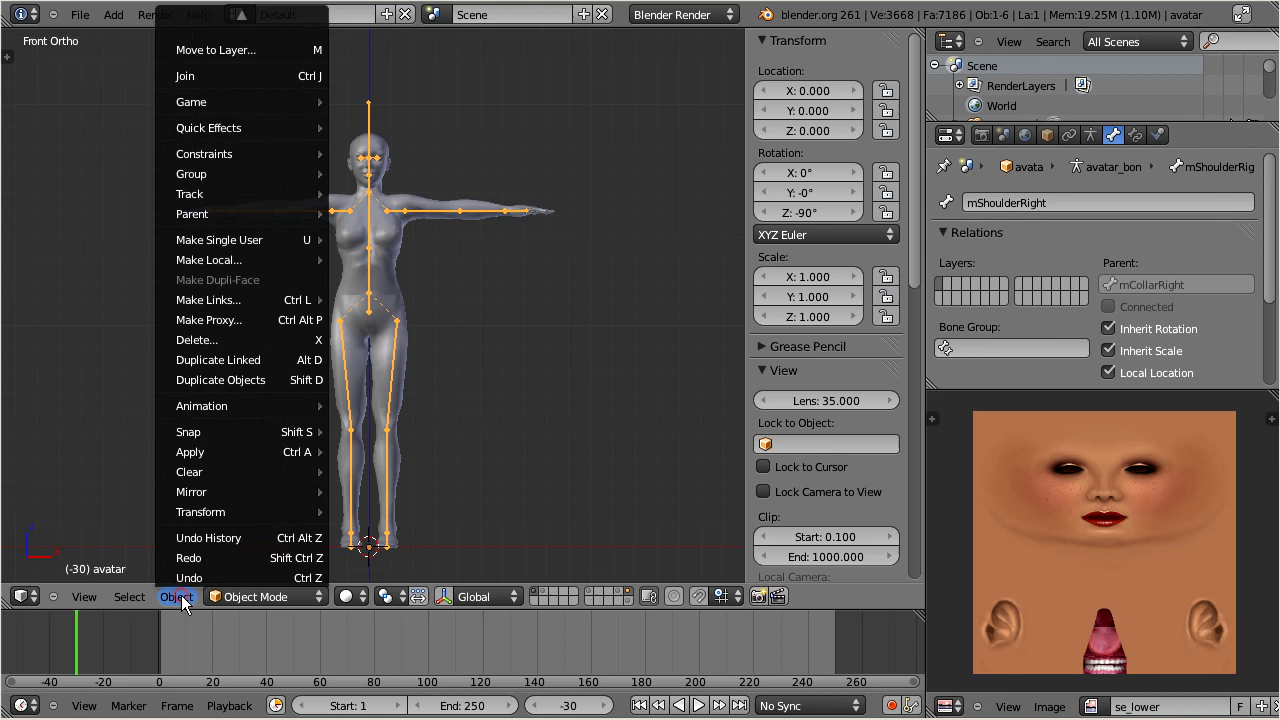 File Add Render Help Default Scene Blender Render blender.org 261 | Ve:3668 | Fa:7186 | Ob:1-6 | La:1 | Mem:19.25M (1.10M) | avatar
Front Ortho
Move to Layer... M
Join Ctrl J
Game
Quick Effects
Constraints
Group
Track
Parent
Make Single User U
Make Local...
Make Dupli-Face
Make Links... Ctrl L
Make Proxy... Ctrl Alt P
Delete... X
Duplicate Linked Alt D
Duplicate Objects Shift D
Animation
Snap Shift S
Apply Ctrl A
Clear
Mirror
Transform
Undo History Ctrl Alt Z
Redo Shift Ctrl Z
Undo Ctrl Z
(-30) avatar
Transform
Location:
X: 0.000
Y: 0.000
Z: 0.000
Rotation:
X: 0°
Y: -0°
Z: -90°
XYZ Euler
Scale:
X: 1.000
Y: 1.000
Z: 1.000
Grease Pencil
View
Lens: 35.000
Lock to Object:
Lock to Cursor
Lock Camera to View
Clip:
Start: 0.100
End: 1000.000
Local Camera:
View Search All Scenes
Scene
RenderLayers |
World
avata avatar_bon mShoulderRig
mShoulderRight
Relations
Layers:
Parent:
mCollarRight
Connected
Bone Group:
Inherit Rotation
Inherit Scale
Local Location
View Select Object Object Mode Global
-40 -20 0 20 40 60 80 100 120 140 160 180 200 220 240 260
View Marker Frame Playback Start: 1 End: 250 -30 No Sync
View Image se_lower F